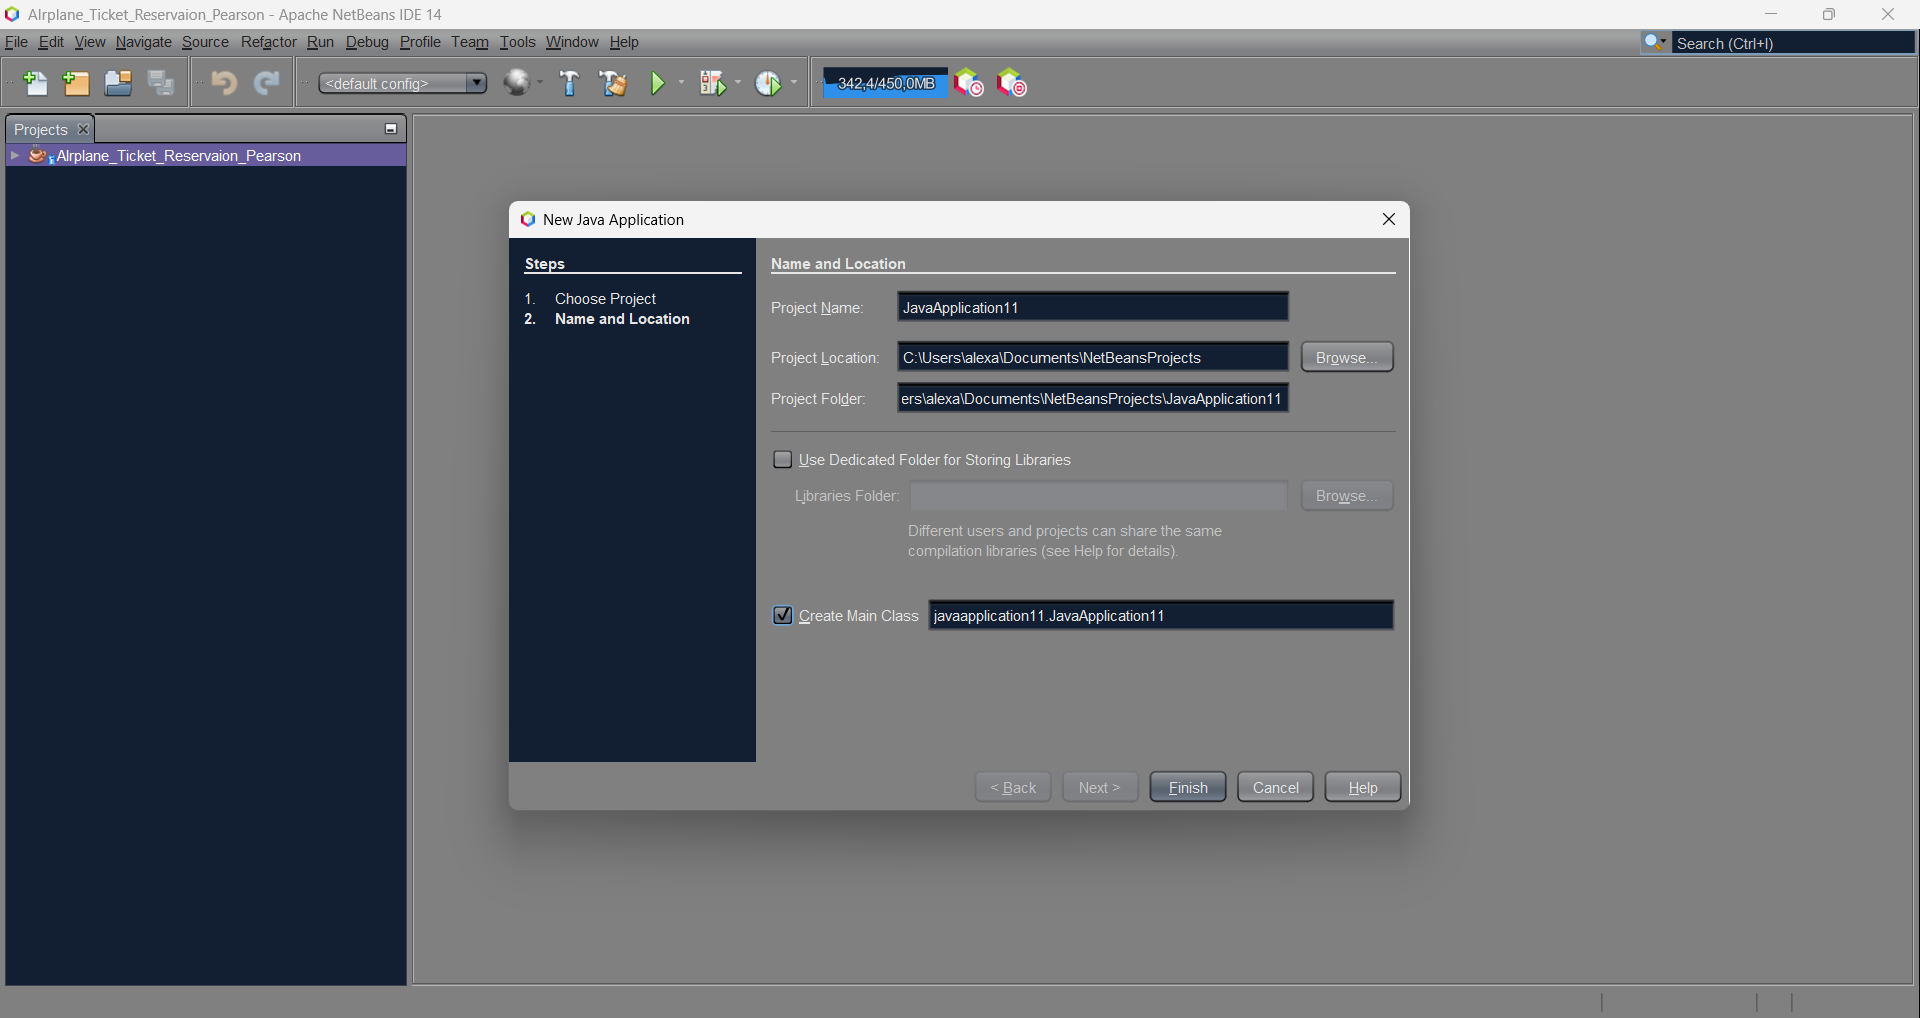 AIrplane_Ticket_Reservaion_Pearson - Apache NetBeans IDE 14
File Edit View Navigate Source Refactor Run Debug Profile Team Tools Window Help
Search (Ctrl+I)
<default config>
342,4/450,0MB
Projects
AIrplane_Ticket_Reservaion_Pearson
New Java Application
Steps
1. Choose Project
2. Name and Location
Name and Location
Project Name: JavaApplication11
Project Location: C:\Users\alexa\Documents\NetBeansProjects Browse...
Project Folder: ers\alexa\Documents\NetBeansProjects\JavaApplication11
Use Dedicated Folder for Storing Libraries
Libraries Folder: Browse...
Different users and projects can share the same
compilation libraries (see Help for details).
Create Main Class javaapplication11.JavaApplication11
< Back Next > Finish Cancel Help